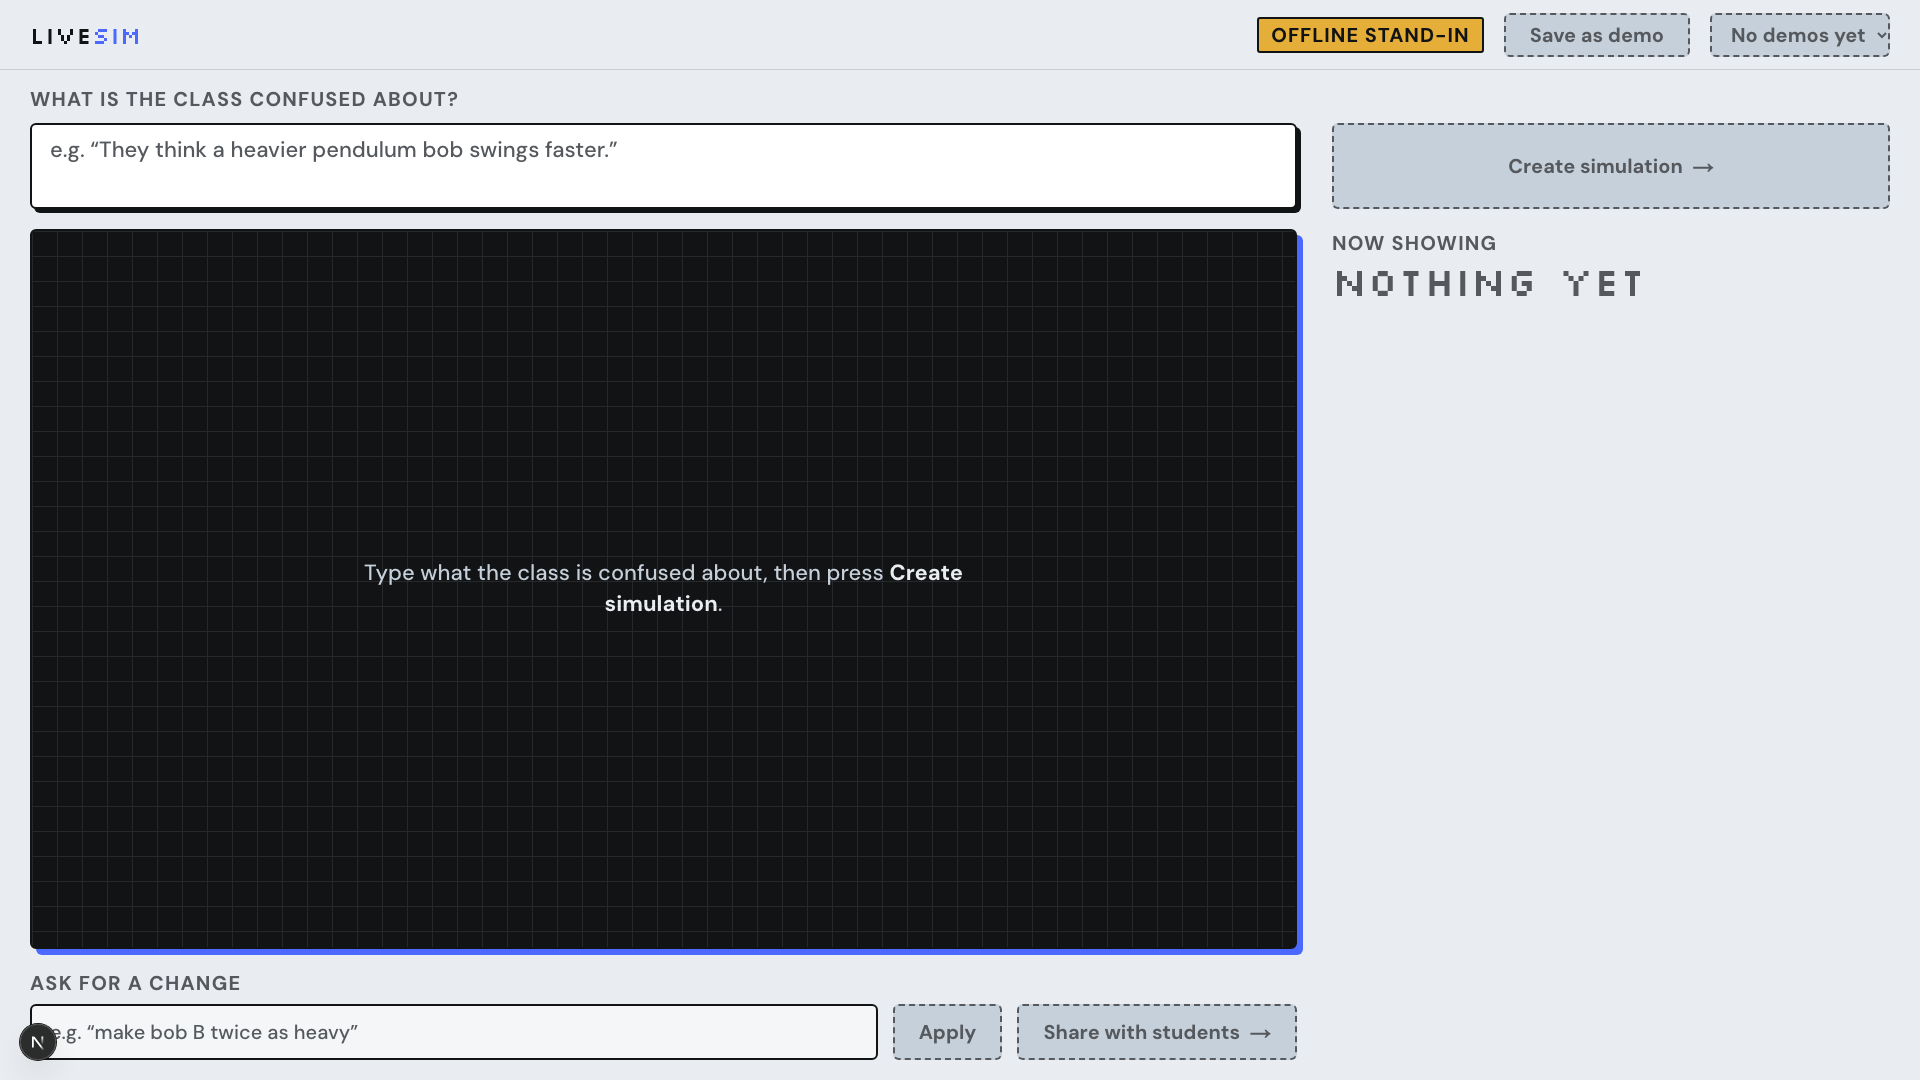 LIVESIM
OFFLINE STAND-IN
Save as demo
No demos yet
WHAT IS THE CLASS CONFUSED ABOUT?
e.g. “They think a heavier pendulum bob swings faster.”
Create simulation →
NOW SHOWING
NOTHING YET
Type what the class is confused about, then press Create
simulation.
ASK FOR A CHANGE
e.g. “make bob B twice as heavy”
Apply
Share with students →
N